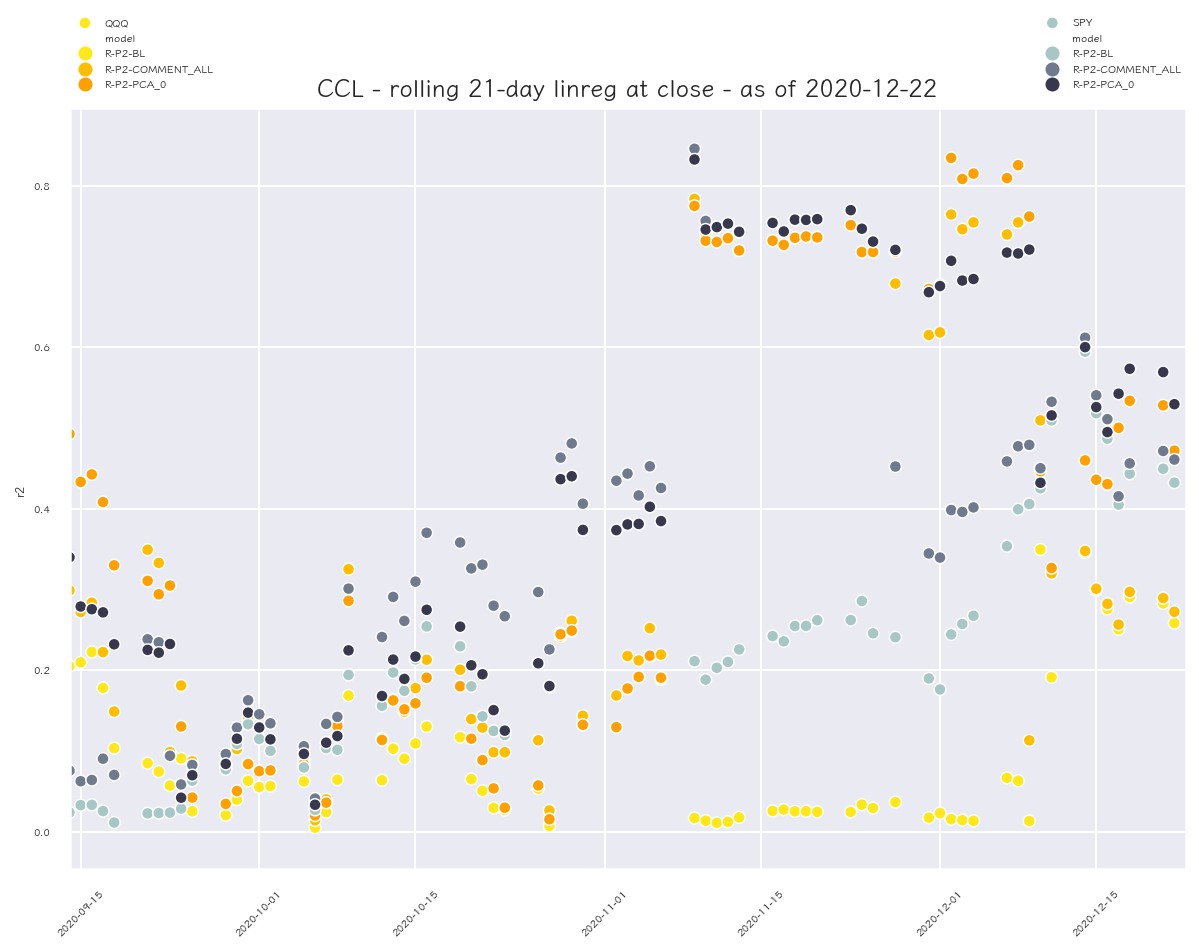 QQQ
model
R-P2-BL
R-P2-COMMENT_ALL
R-P2-PCA_0
SPY
model
R-P2-BL
R-P2-COMMENT_ALL
R-P2-PCA_0
CCL - rolling 21-day linreg at close - as of 2020-12-22
0.8
0.6
0.4
0.2
0.0
r2
2020-09-15
2020-10-01
2020-10-15
2020-11-01
2020-11-15
2020-12-01
2020-12-15